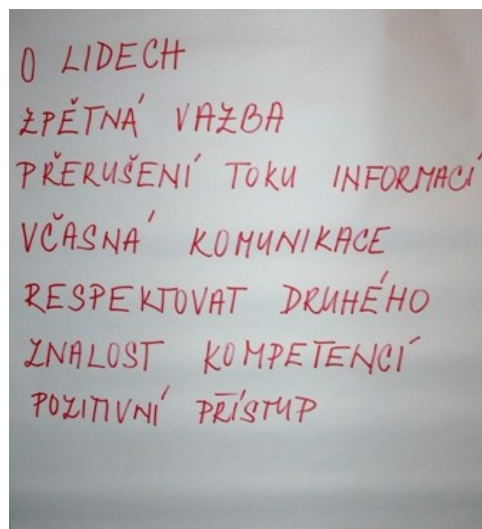 O LIDECH
ZPĚTNÁ VAZBA
PŘERUŠENÍ TOKU INFORMACÍ
VČASNÁ KOMUNIKACE
RESPEKTOVAT DRUHÉHO
ZNALOST KOMPETENCÍ
POZITIVNÍ PŘÍSTUP